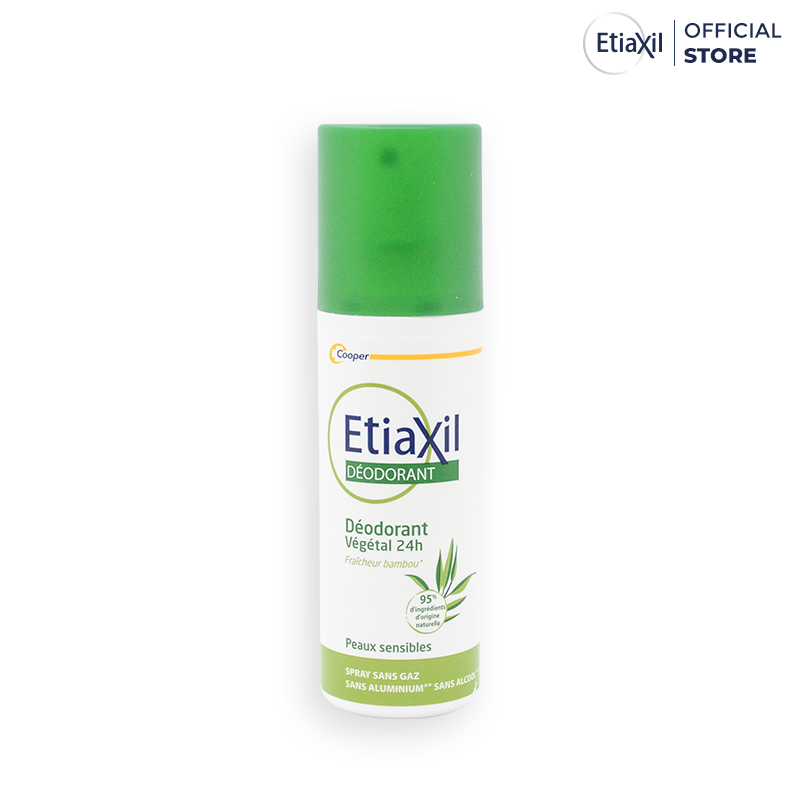 EtiaXil
OFFICIAL
STORE
Cooper
EtiaXil
DÉODORANT
Déodorant
Végétal 24h
Fraîcheur bambou*
95%
d'ingrédients
d'origine
naturelle
Peaux sensibles
SPRAY SANS GAZ
SANS ALUMINIUM** SANS ALCOOL